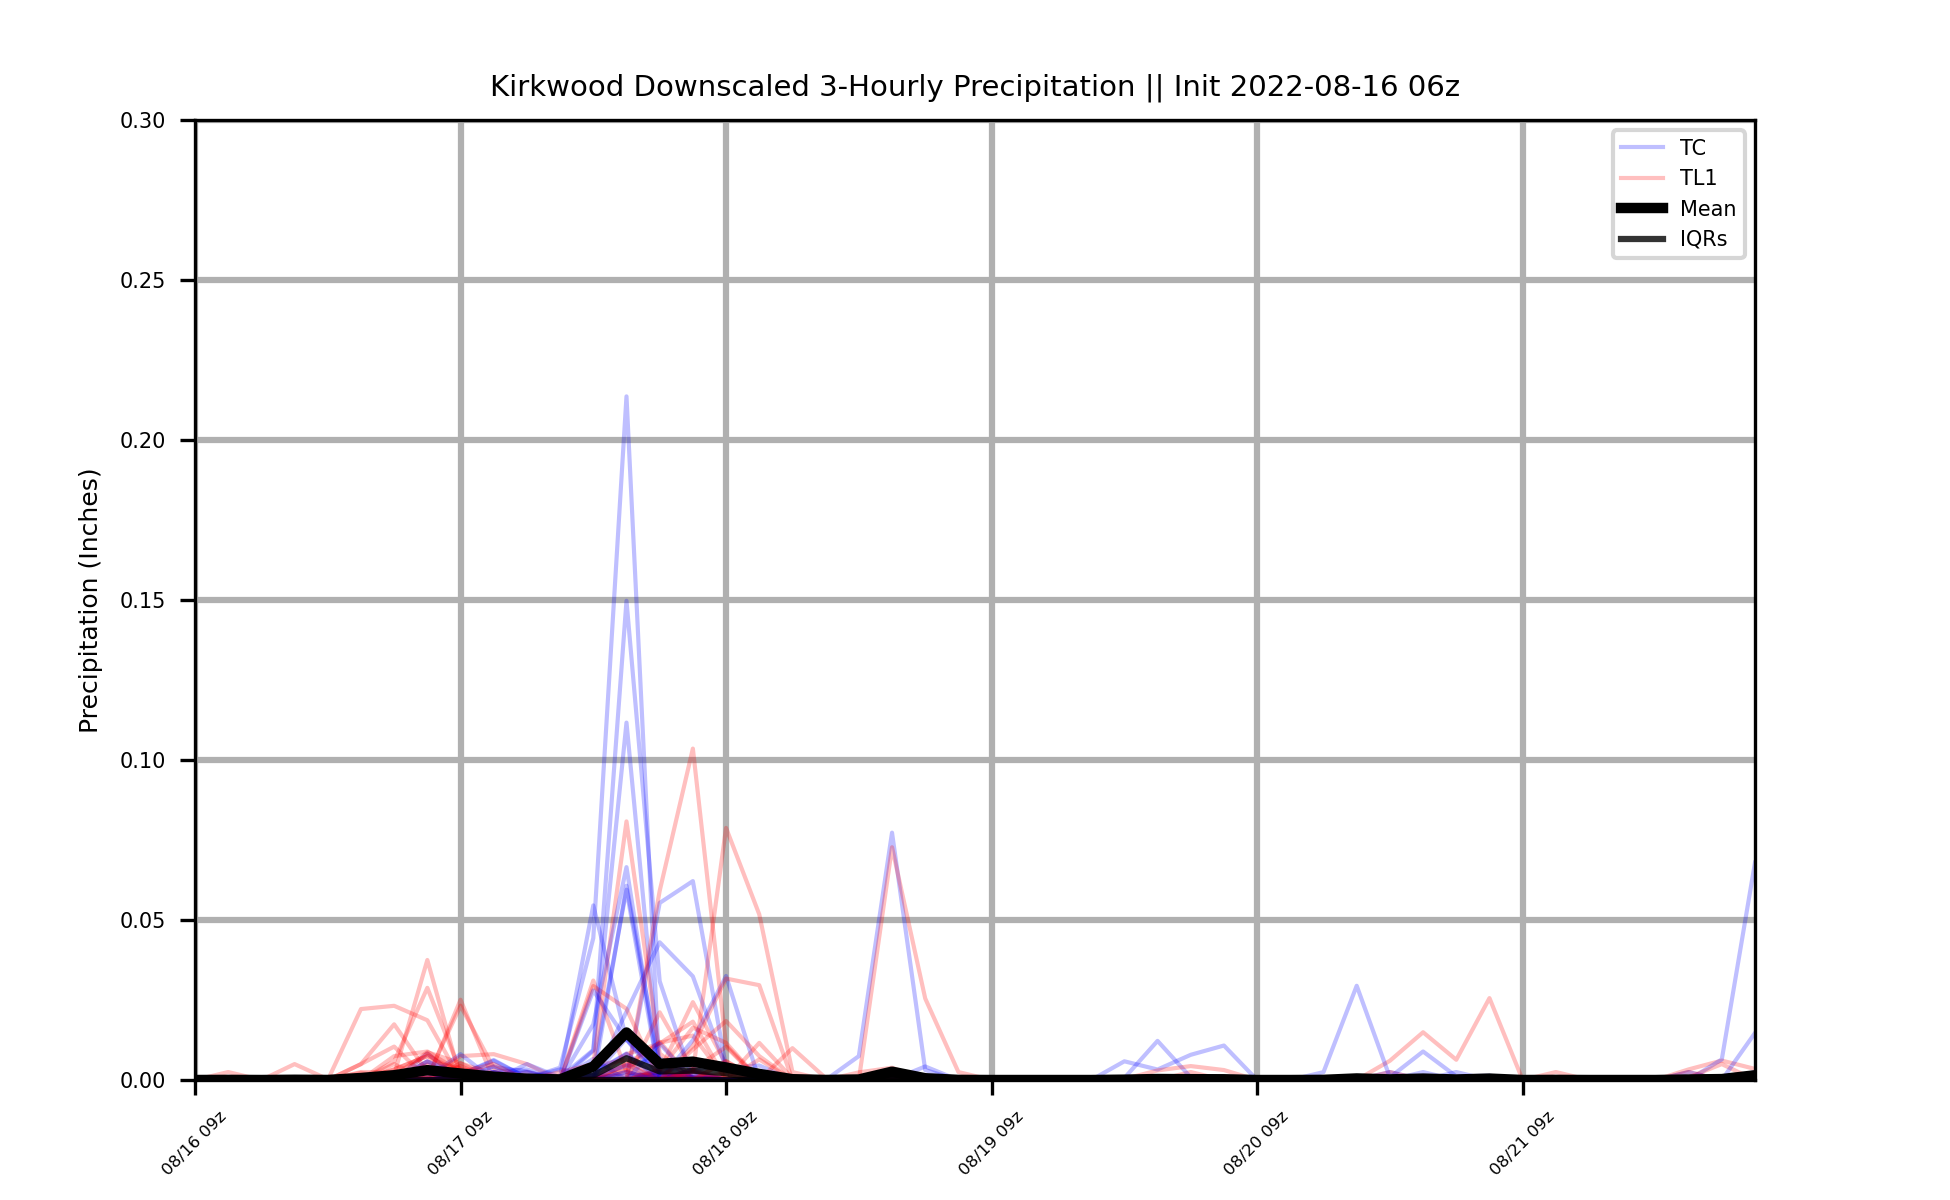 Kirkwood Downscaled 3-Hourly Precipitation || Init 2022-08-16 06z
Precipitation (Inches)
0.30
0.25
0.20
0.15
0.10
0.05
0.00
TC
TL1
Mean
IQRs
08/16 09z
08/17 09z
08/18 09z
08/19 09z
08/20 09z
08/21 09z